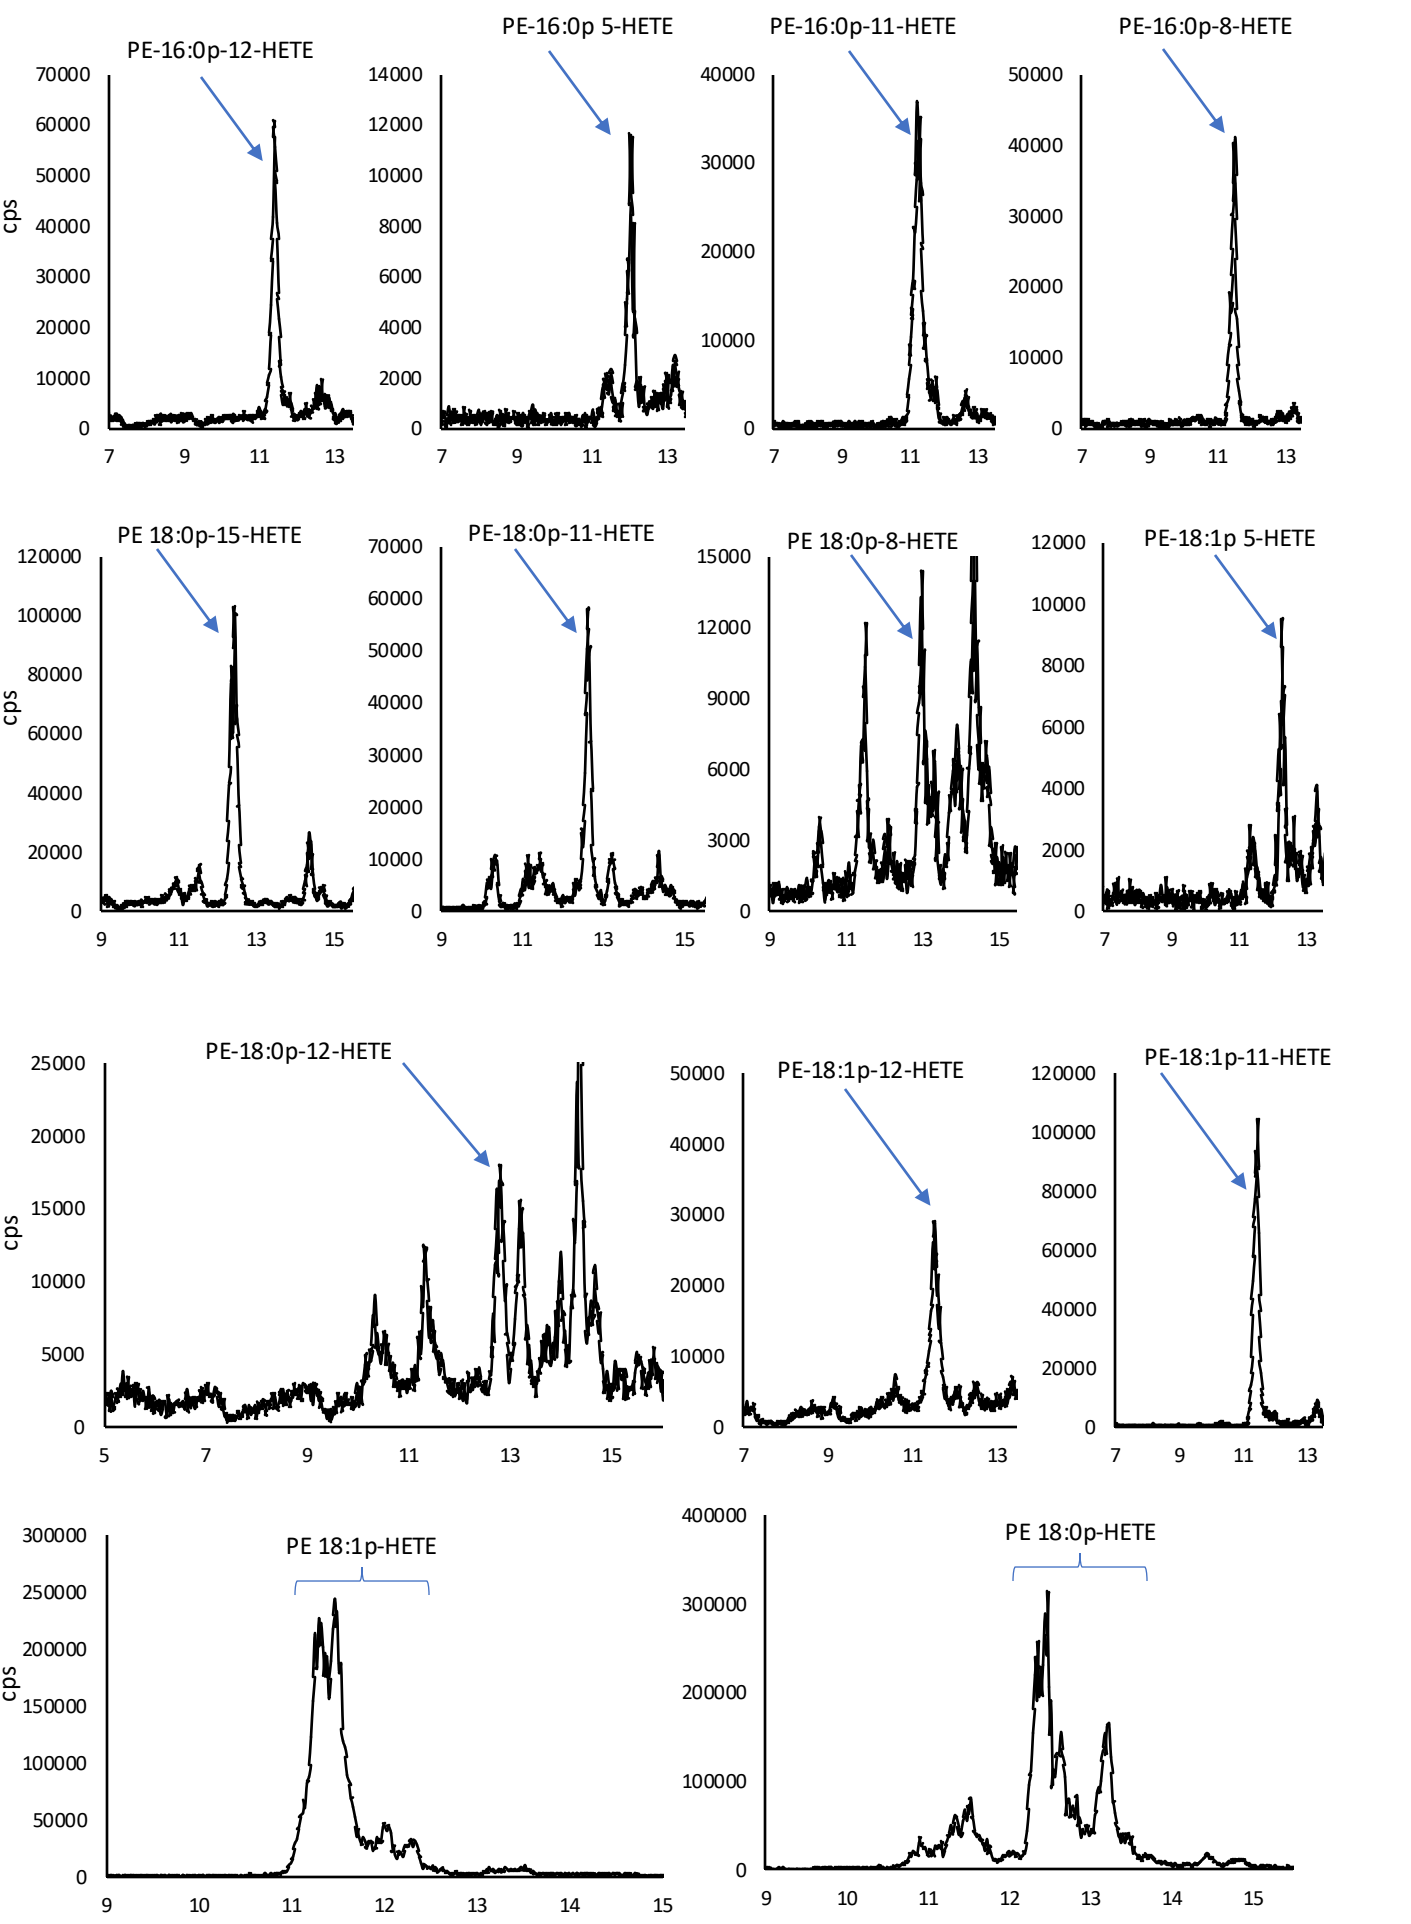 PE-16:0p-12-HETE
70000
60000
50000
40000
30000
20000
10000
0
cps
7 9 11 13
PE-16:0p 5-HETE
14000
12000
10000
8000
6000
4000
2000
0
7 9 11 13
PE-16:0p-11-HETE
40000
30000
20000
10000
0
7 9 11 13
PE-16:0p-8-HETE
50000
40000
30000
20000
10000
0
7 9 11 13
PE 18:0p-15-HETE
120000
100000
80000
60000
40000
20000
0
cps
9 11 13 15
PE-18:0p-11-HETE
70000
60000
50000
40000
30000
20000
10000
0
9 11 13 15
PE 18:0p-8-HETE
15000
12000
9000
6000
3000
0
9 11 13 15
PE-18:1p 5-HETE
12000
10000
8000
6000
4000
2000
0
7 9 11 13
PE-18:0p-12-HETE
25000
20000
15000
10000
5000
0
cps
5 7 9 11 13 15
PE-18:1p-12-HETE
50000
40000
30000
20000
10000
0
7 9 11 13
PE-18:1p-11-HETE
120000
100000
80000
60000
40000
20000
0
7 9 11 13
PE 18:1p-HETE
300000
250000
200000
150000
100000
50000
0
cps
9 10 11 12 13 14 15
PE 18:0p-HETE
400000
300000
200000
100000
0
9 10 11 12 13 14 15